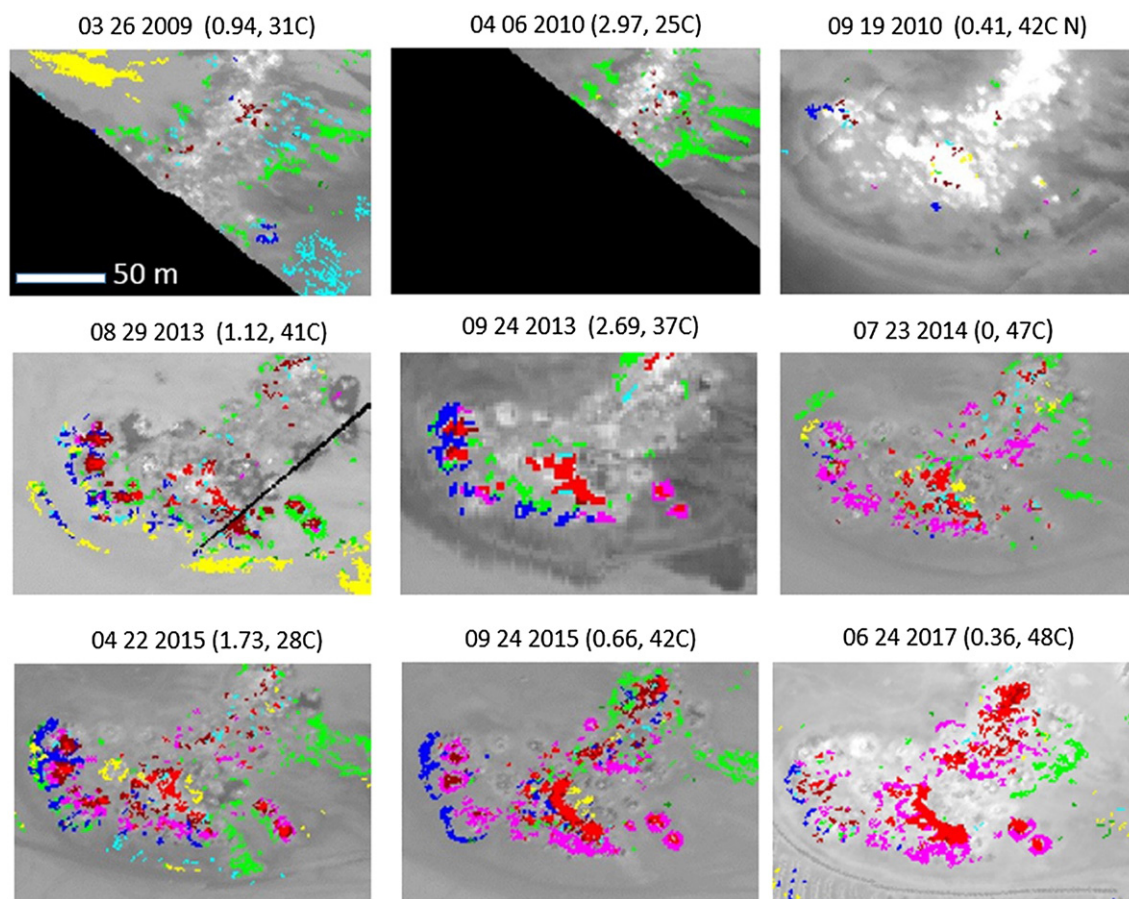 03 26 2009 (0.94, 31C)
04 06 2010 (2.97, 25C)
09 19 2010 (0.41, 42C N)
50 m
08 29 2013 (1.12, 41C)
09 24 2013 (2.69, 37C)
07 23 2014 (0, 47C)
04 22 2015 (1.73, 28C)
09 24 2015 (0.66, 42C)
06 24 2017 (0.36, 48C)